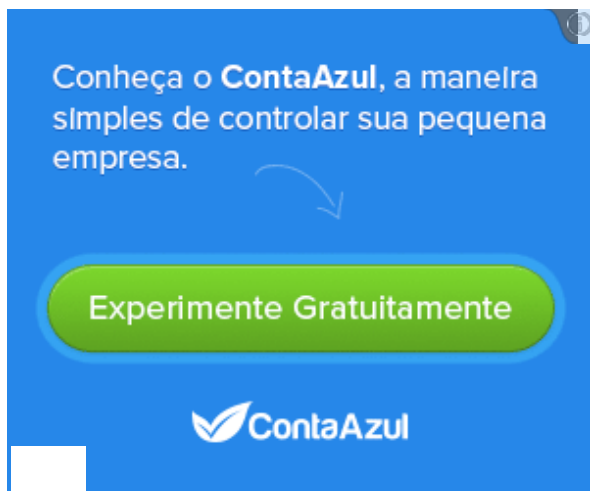 Conheça o ContaAzul, a maneira
simples de controlar sua pequena
empresa.
Experimente Gratuitamente
ContaAzul